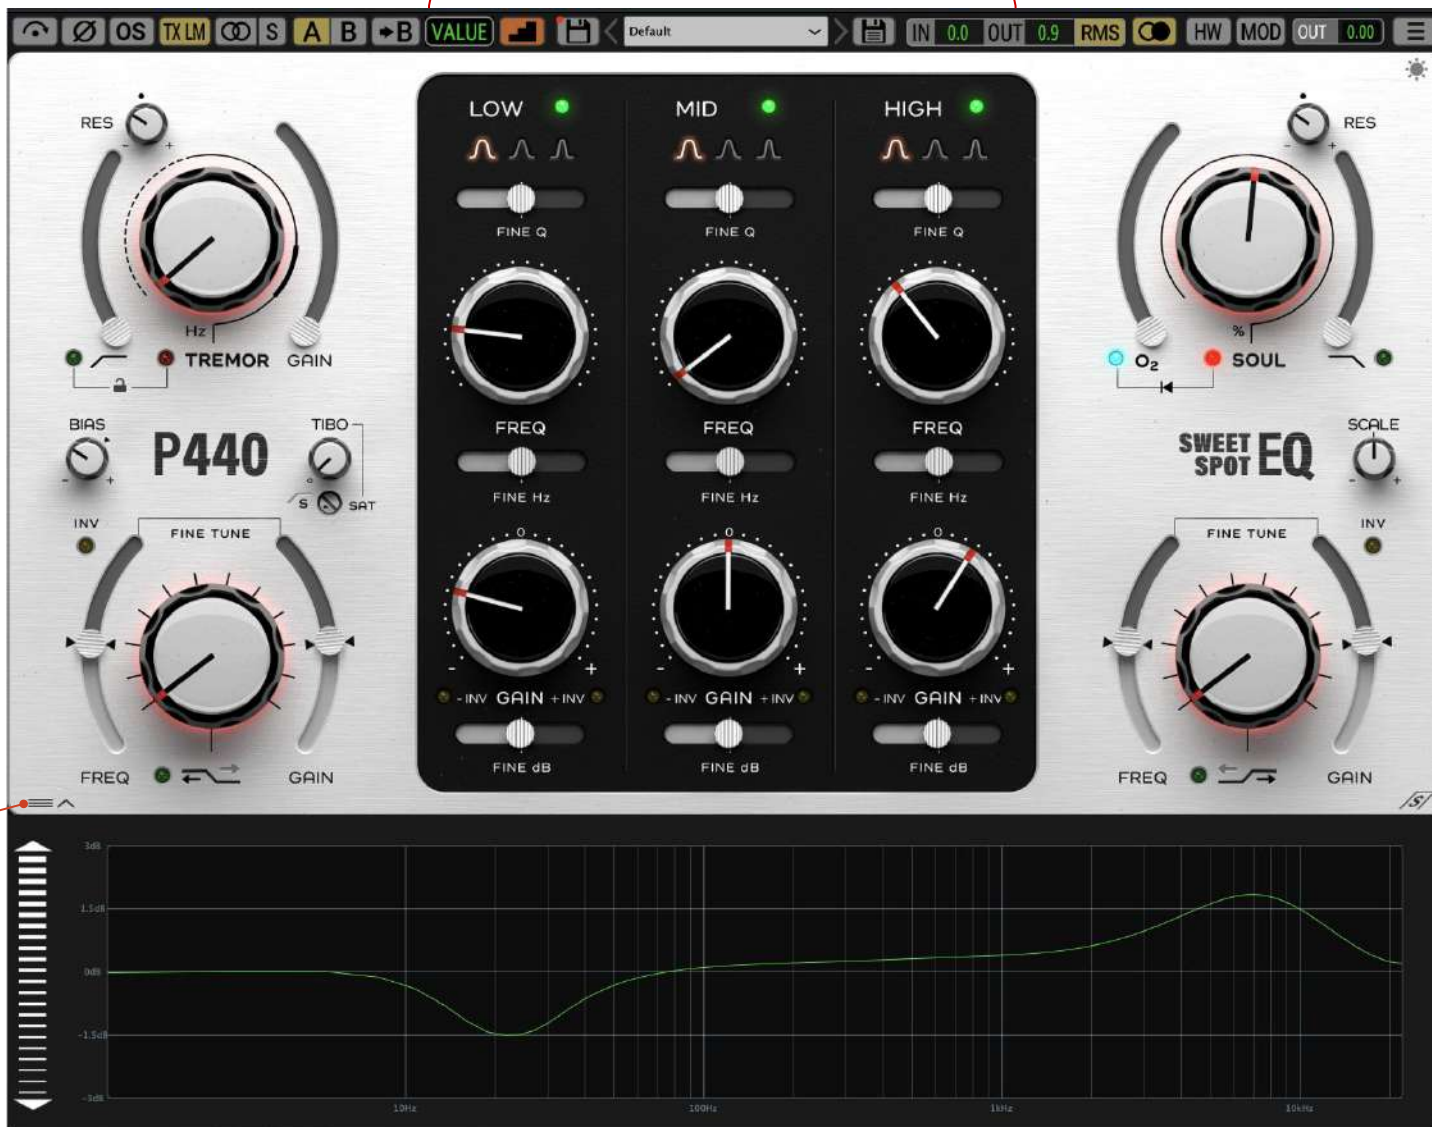 OS TX LM S A B B VALUE Default IN 0.0 OUT 0.9 RMS HW MOD OUT 0.00
RES
- +
Hz
TREMOR GAIN
BIAS
- +
P440
TIBO
S SAT
INV
FINE TUNE
FREQ GAIN
LOW MID HIGH
FINE Q FINE Q FINE Q
FREQ FREQ FREQ
FINE Hz FINE Hz FINE Hz
0 0 0
- + - + - +
- INV GAIN + INV - INV GAIN + INV - INV GAIN + INV
FINE dB FINE dB FINE dB
RES
- +
%
O₂ SOUL
SWEET
SPOT EQ
SCALE
- +
INV
FINE TUNE
FREQ GAIN
S
3dB
1.5dB
0dB
-1.5dB
-3dB
10Hz 100Hz 1kHz 10kHz